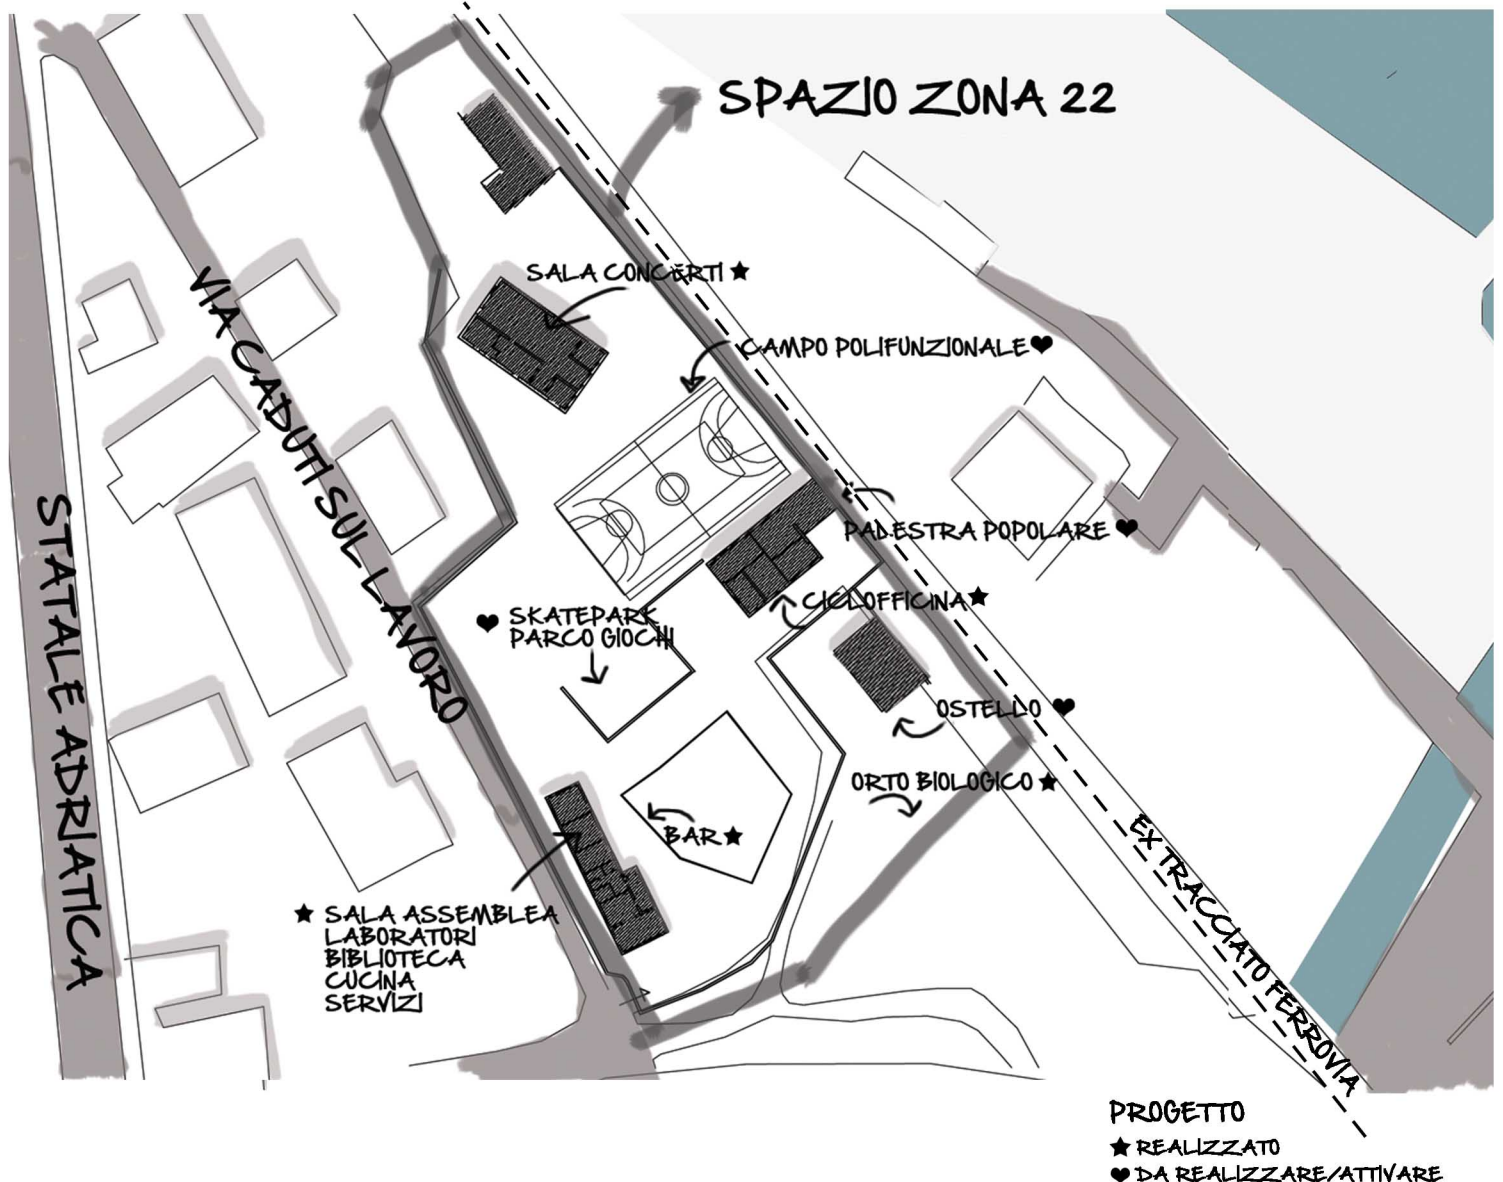 SPAZIO ZONA 22
SALA CONCERTI ★
CAMPO POLIFUNZIONALE ❤
VIA CADUTI SUL LAVORO
STATALE ADRIATICA
PALESTRA POPOLARE ❤
CICLOFFICINA ★
❤ SKATEPARK
PARCO GIOCHI
OSTELLO ❤
ORTO BIOLOGICO ★
BAR ★
EX TRACCIATO FERROVIA
★ SALA ASSEMBLEA
LABORATORI
BIBLIOTECA
CUCINA
SERVIZI
PROGETTO
★ REALIZZATO
❤ DA REALIZZARE/ATTIVARE